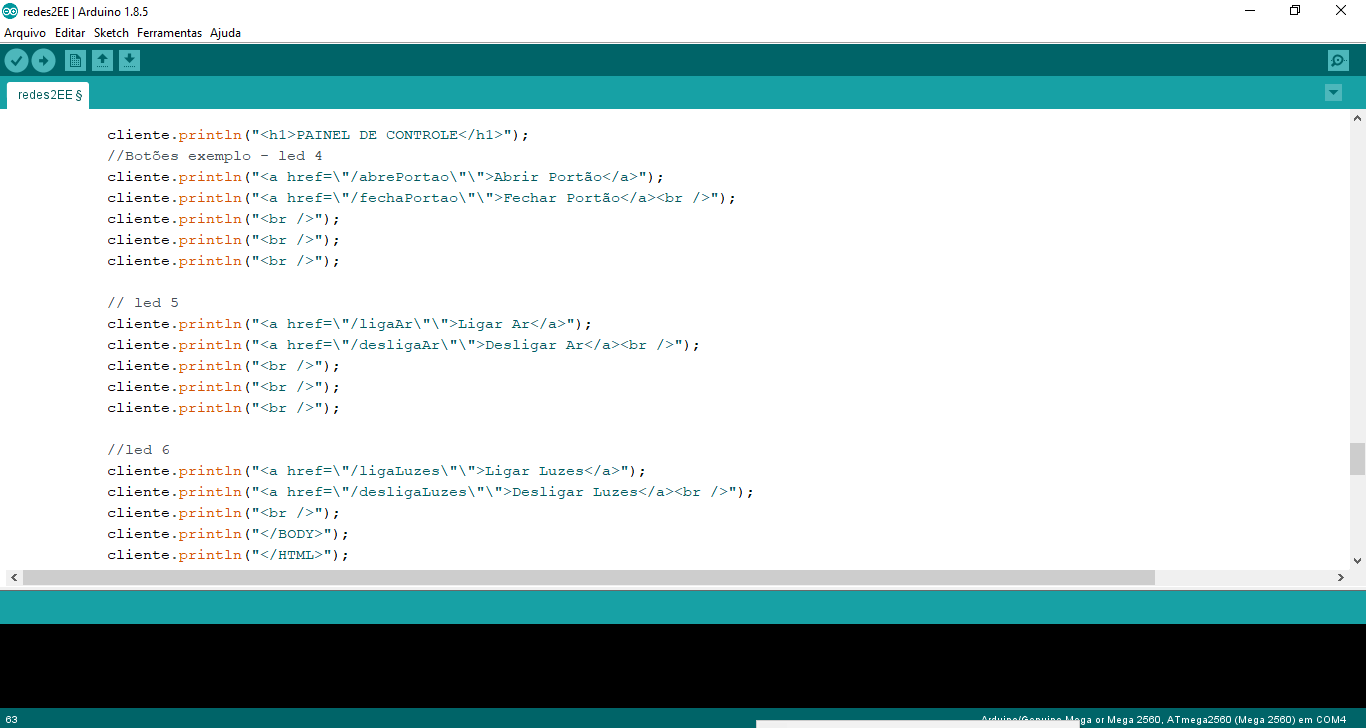 redes2EE | Arduino 1.8.5
Arquivo Editar Sketch Ferramentas Ajuda
redes2EE §
cliente.println("<h1>PAINEL DE CONTROLE</h1>");
//Botões exemplo - led 4
cliente.println("<a href=\"/abrePortao\"\">Abrir Portão</a>");
cliente.println("<a href=\"/fechaPortao\"\">Fechar Portão</a><br />");
cliente.println("<br />");
cliente.println("<br />");
cliente.println("<br />");
// led 5
cliente.println("<a href=\"/ligaAr\"\">Ligar Ar</a>");
cliente.println("<a href=\"/desligaAr\"\">Desligar Ar</a><br />");
cliente.println("<br />");
cliente.println("<br />");
cliente.println("<br />");
//led 6
cliente.println("<a href=\"/ligaLuzes\"\">Ligar Luzes</a>");
cliente.println("<a href=\"/desligaLuzes\"\">Desligar Luzes</a><br />");
cliente.println("<br />");
cliente.println("</BODY>");
cliente.println("</HTML>");
63 Arduino/Genuino Mega or Mega 2560, ATmega2560 (Mega 2560) em COM4